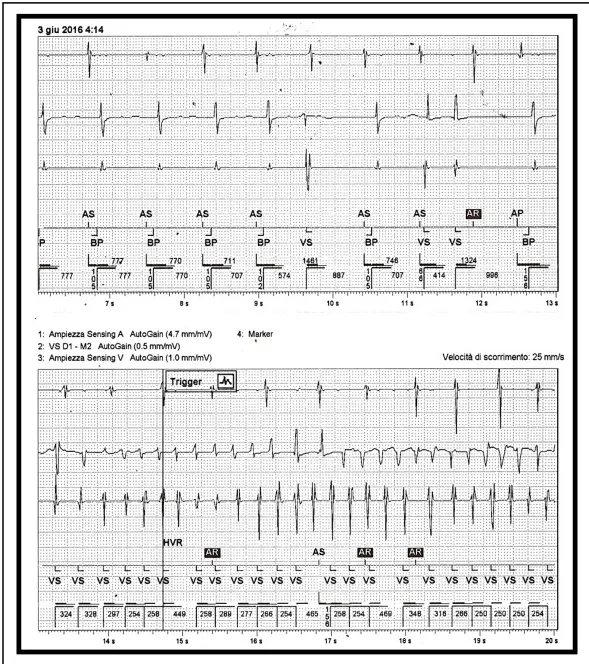 3 giu 2016 4:14
AS AS AS AS AS AS AR AP
P BP BP BP BP VS BP VS VS BP
777 770 711 1461 746 1324
777 105 777 105 770 105 707 102 574 887 105 707 66 414 996 156
7 s 8 s 9 s 10 s 11 s 12 s 13 s
1: Ampiezza Sensing A AutoGain (4.7 mm/mV) 4: Marker
2: VS D1 - M2 AutoGain (0.5 mm/mV)
3: Ampiezza Sensing V AutoGain (1.0 mm/mV) Velocità di scorrimento: 25 mm/s
Trigger
HVR
AR AS AR AR
VS VS VS VS VS VS VS VS VS VS VS VS VS VS VS VS VS VS VS VS VS VS
324 328 297 254 258 449 258 289 277 266 254 465 156 258 254 469 348 316 266 250 250 254
14 s 15 s 16 s 17 s 18 s 19 s 20 s